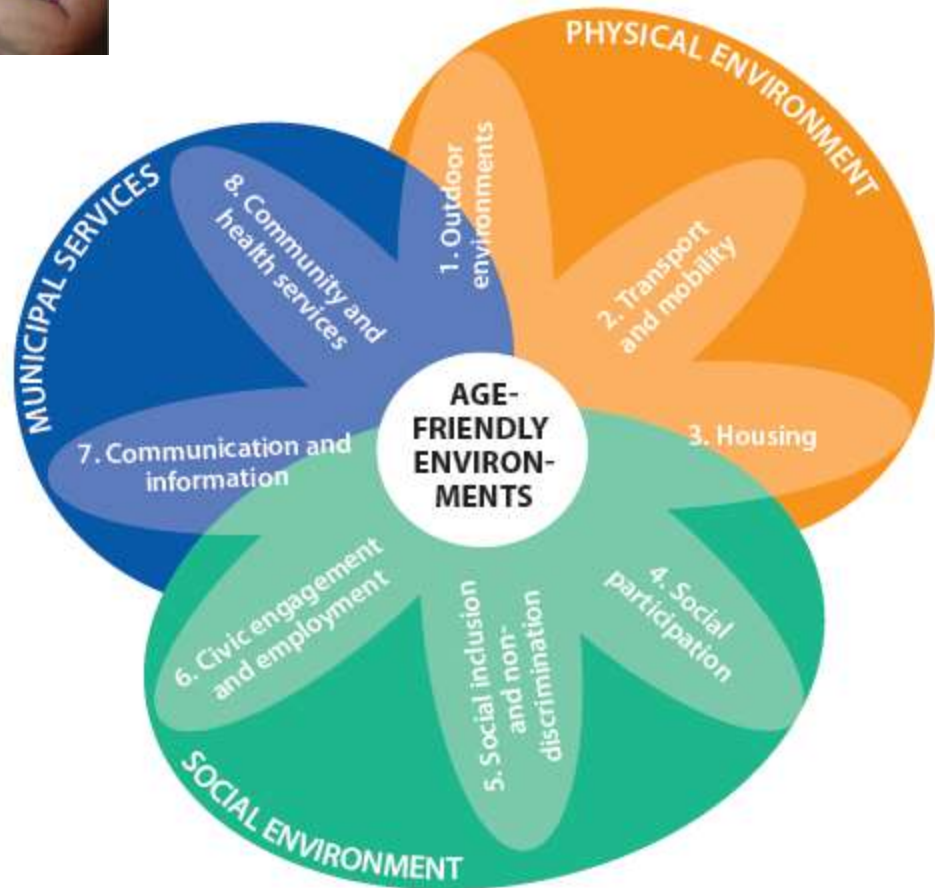 PHYSICAL ENVIRONMENT
MUNICIPAL SERVICES
1. Outdoor
environments
2. Transport
and mobility
3. Housing
4. Social
participation
5. Social inclusion
and non-
discrimination
6. Civic engagement
and employment
7. Communication and
information
8. Community and
health services
AGE-
FRIENDLY
ENVIRON-
MENTS
SOCIAL ENVIRONMENT